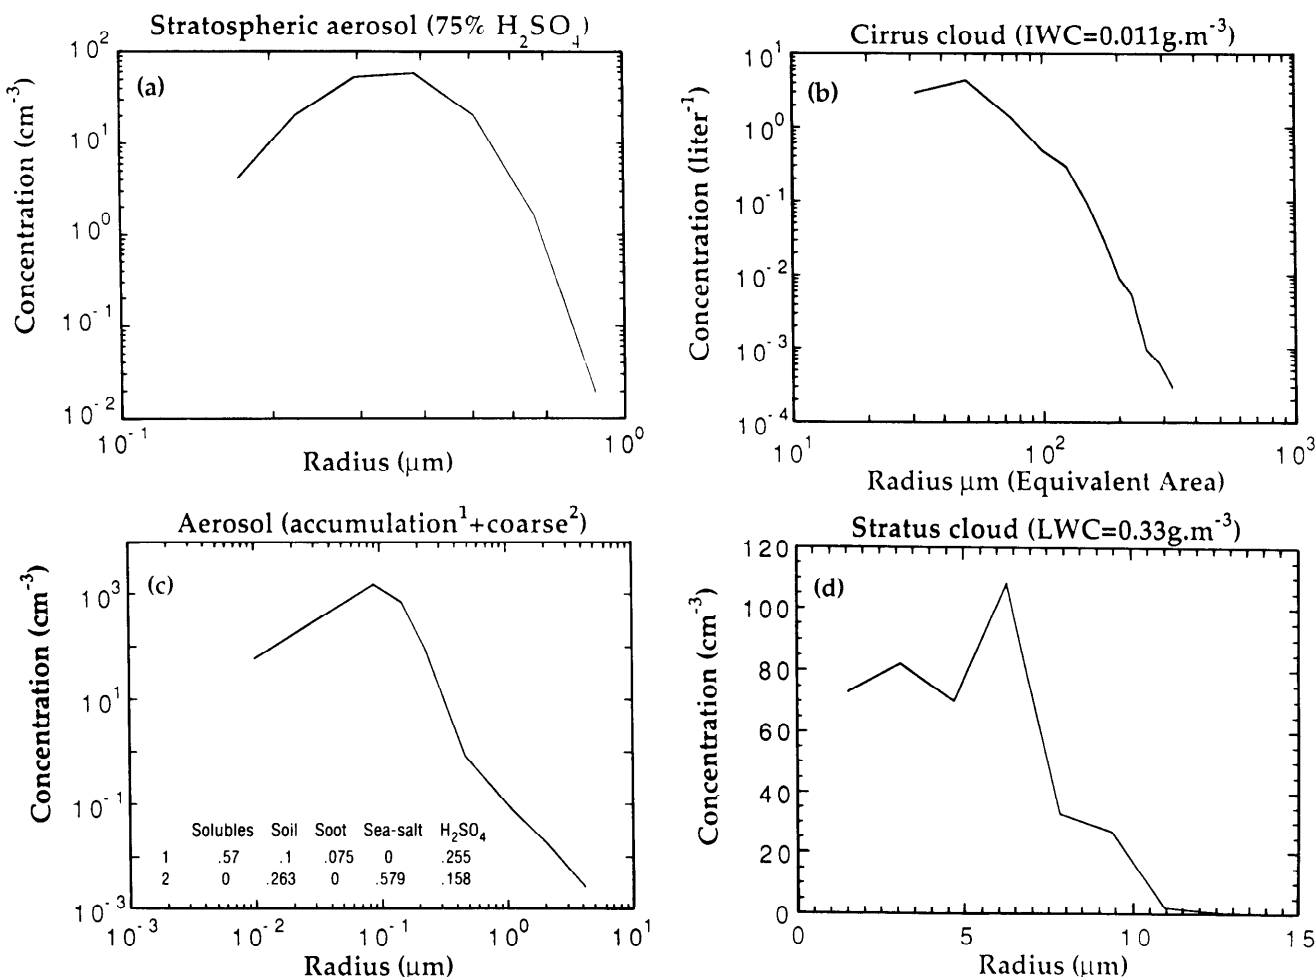 Stratospheric aerosol (75% H2SO4)
(a)
Concentration (cm-3)
10^2
10^1
10^0
10^-1
10^-2
10^-1
10^0
Radius (µm)
Cirrus cloud (IWC=0.011g.m-3)
(b)
Concentration (liter-1)
10^1
10^0
10^-1
10^-2
10^-3
10^-4
10^1
10^2
10^3
Radius µm (Equivalent Area)
Aerosol (accumulation1+coarse2)
(c)
Concentration (cm-3)
10^3
10^1
10^-1
10^-3
Solubles Soil Soot Sea-salt H2SO4
1 .57 .1 .075 0 .255
2 0 .263 0 .579 .158
10^-3
10^-2
10^-1
10^0
10^1
Radius (µm)
Stratus cloud (LWC=0.33g.m-3)
(d)
Concentration (cm-3)
120
100
80
60
40
20
0
0
5
10
15
Radius (µm)